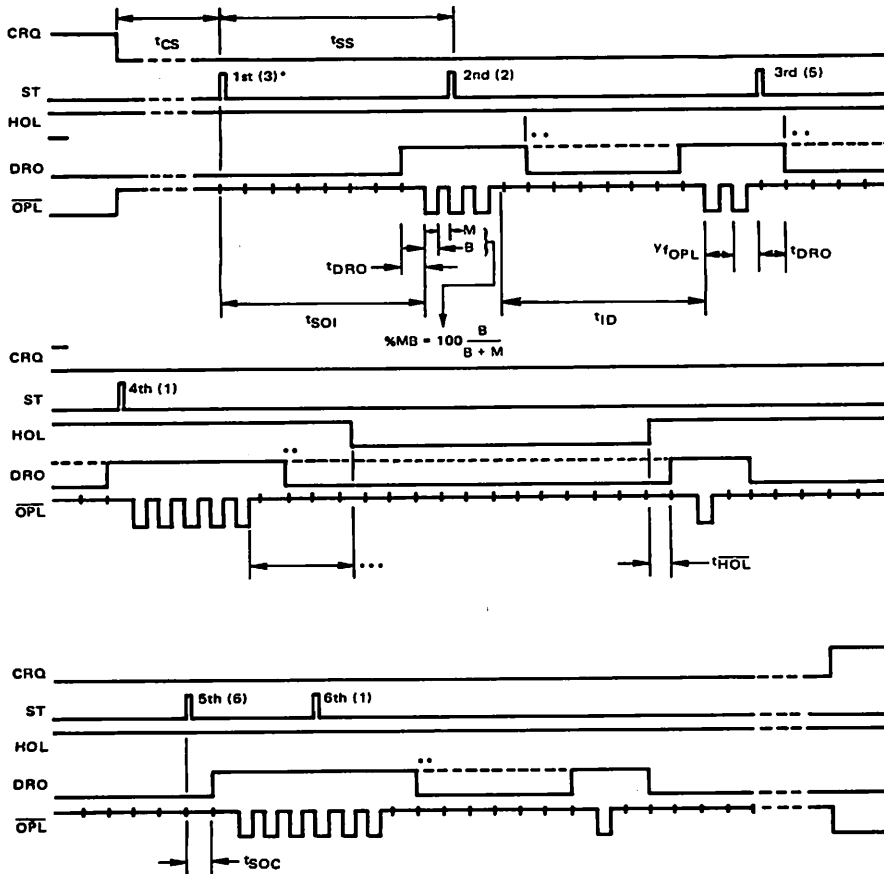 CRQ
tCS
tSS
ST
1st (3)*
2nd (2)
3rd (5)
HOL
••
••
DRO
OPL
M
B
tDRO
yfOPL
tDRO
tSOI
tID
%MB = 100 B
B + M
CRQ
ST
4th (1)
HOL
••
DRO
OPL
•••
tHOL
CRQ
ST
5th (6)
6th (1)
HOL
••
DRO
OPL
tSOC